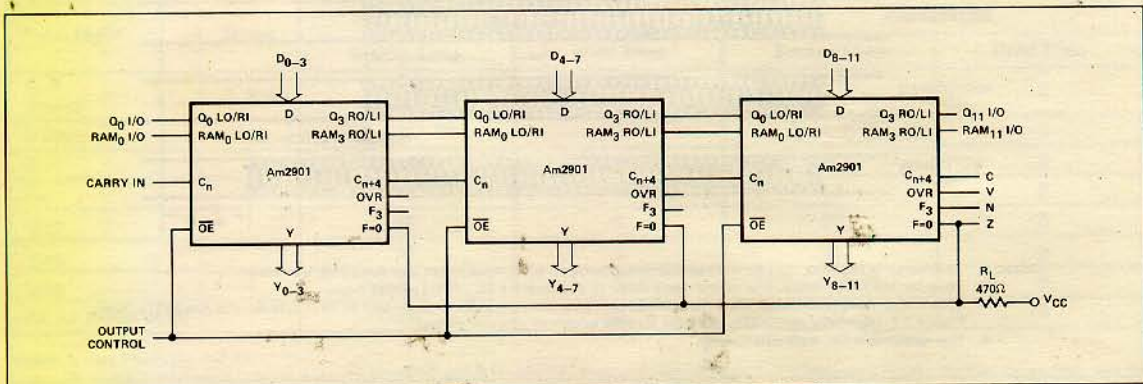 D0–3
D4–7
D8–11
Q0 I/O
RAM0 I/O
CARRY IN
OUTPUT
CONTROL
Q0 LO/RI
D
Q3 RO/LI
RAM0 LO/RI
RAM3 RO/LI
Am2901
Cn
Cn+4
OVR
F3
OE
Y
F=0
Y0–3
Q0 LO/RI
D
Q3 RO/LI
RAM0 LO/RI
RAM3 RO/LI
Am2901
Cn
Cn+4
OVR
F3
OE
Y
F=0
Y4–7
Q0 LO/RI
D
Q3 RO/LI
RAM0 LO/RI
RAM3 RO/LI
Am2901
Cn
Cn+4
OVR
F3
OE
Y
F=0
Y8–11
Q11 I/O
RAM11 I/O
C
V
N
Z
RL
470Ω
VCC